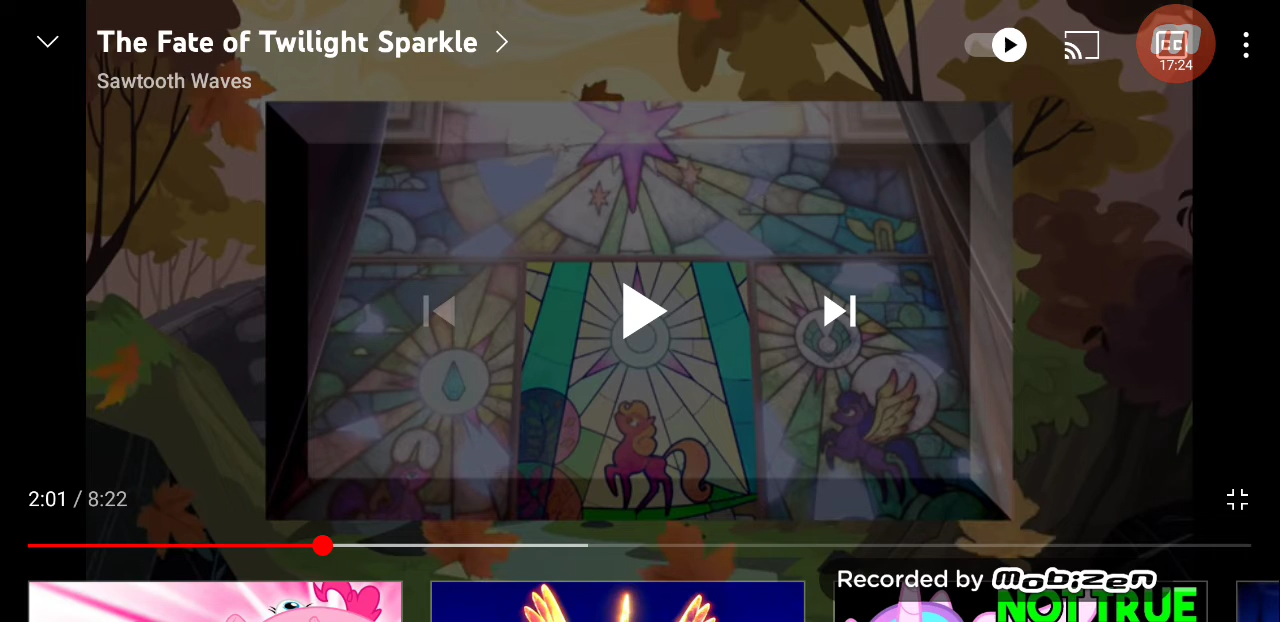 The Fate of Twilight Sparkle
Sawtooth Waves
17:24
2:01 / 8:22
Recorded by mobizen
NOT TRUE